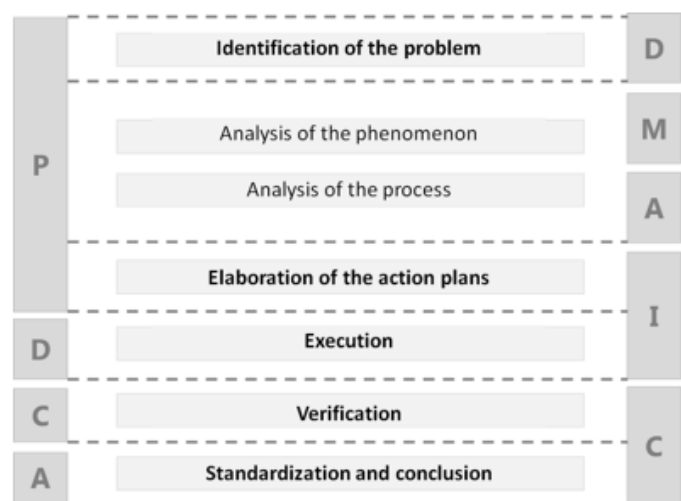 Identification of the problem
D
Analysis of the phenomenon
M
P
Analysis of the process
A
Elaboration of the action plans
I
D
Execution
C
Verification
C
A
Standardization and conclusion